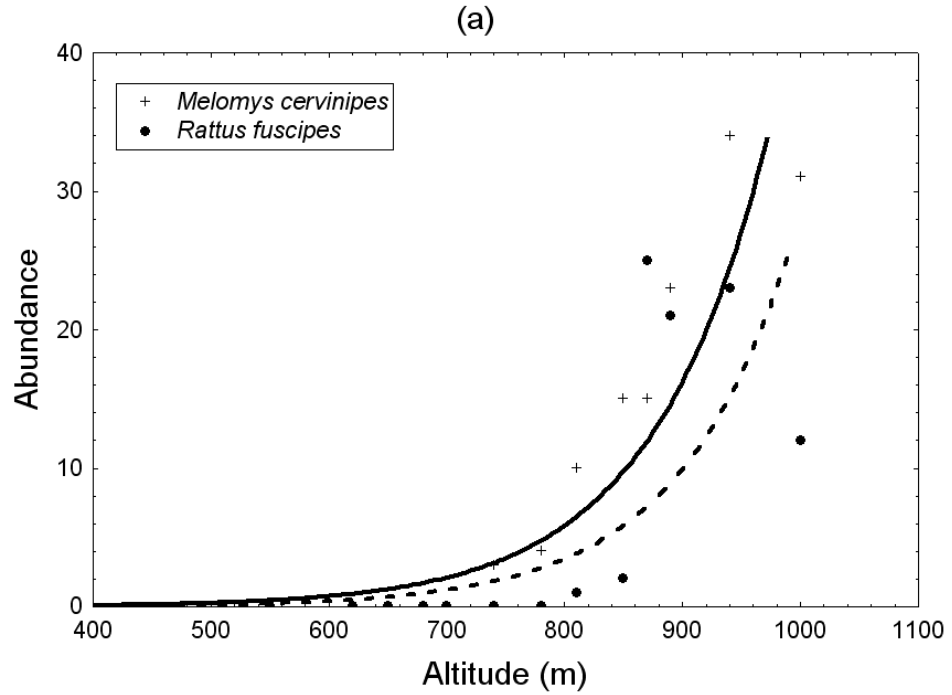 (a)
40
Melomys cervinipes
Rattus fuscipes
30
20
10
0
Abundance
400 500 600 700 800 900 1000 1100
Altitude (m)